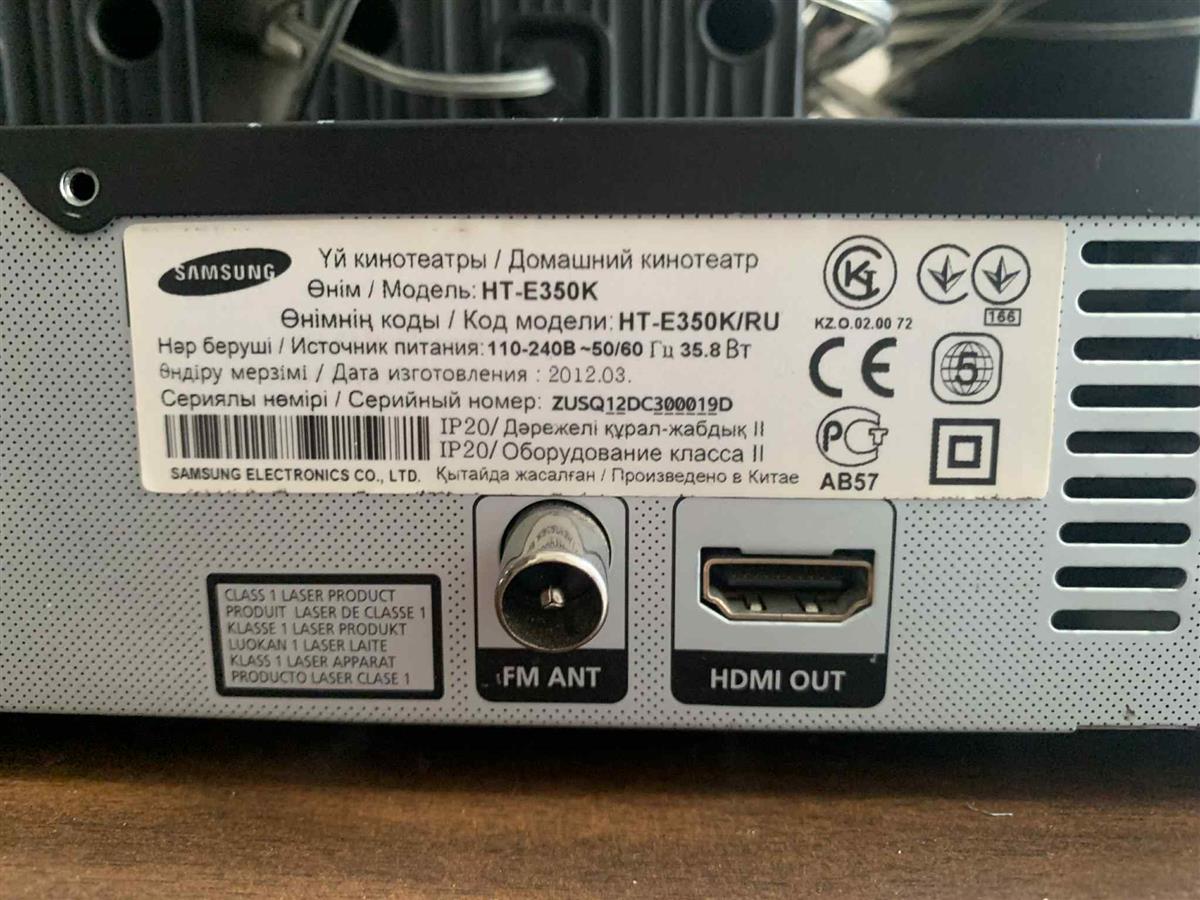 SAMSUNG
Үй кинотеатры / Домашний кинотеатр
Өнім / Модель: HT-E350K
Өнімнің коды / Код модели: HT-E350K/RU
Нәр беруші / Источник питания: 110-240В ~50/60 Гц 35.8 Вт
Өндіру мерзімі / Дата изготовления : 2012.03.
Сериялы нөмірі / Серийный номер: ZUSQ12DC300019D
IP20/ Дәрежелі құрал-жабдық II
IP20/ Оборудование класса II
SAMSUNG ELECTRONICS CO., LTD. Қытайда жасалған / Произведено в Китае
KZ.O.02.00 72
166
CE
5
АВ57
CLASS 1 LASER PRODUCT
PRODUIT LASER DE CLASSE 1
KLASSE 1 LASER PRODUKT
LUOKAN 1 LASER LAITE
KLASS 1 LASER APPARAT
PRODUCTO LASER CLASE 1
FM ANT
HDMI OUT